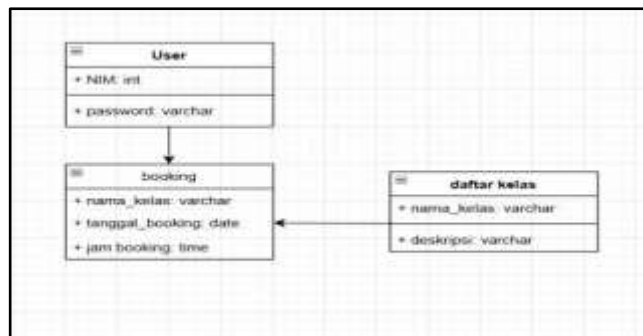 User
+ NIM: int
+ password: varchar
booking
+ nama_kelas: varchar
+ tanggal_booking: date
+ jam booking: time
daftar kelas
+ nama_kelas: varchar
+ deskripsi: varchar